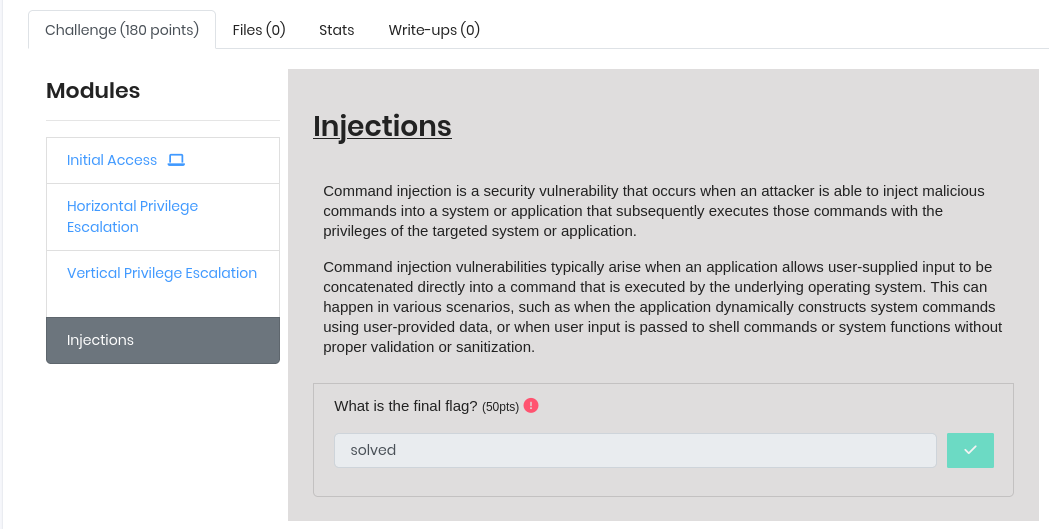 Challenge (180 points) Files (0) Stats Write-ups (0)
Modules
Initial Access
Horizontal Privilege
Escalation
Vertical Privilege Escalation
Injections
Injections
Command injection is a security vulnerability that occurs when an attacker is able to inject malicious
commands into a system or application that subsequently executes those commands with the
privileges of the targeted system or application.
Command injection vulnerabilities typically arise when an application allows user-supplied input to be
concatenated directly into a command that is executed by the underlying operating system. This can
happen in various scenarios, such as when the application dynamically constructs system commands
using user-provided data, or when user input is passed to shell commands or system functions without
proper validation or sanitization.
What is the final flag? (50pts) !
solved